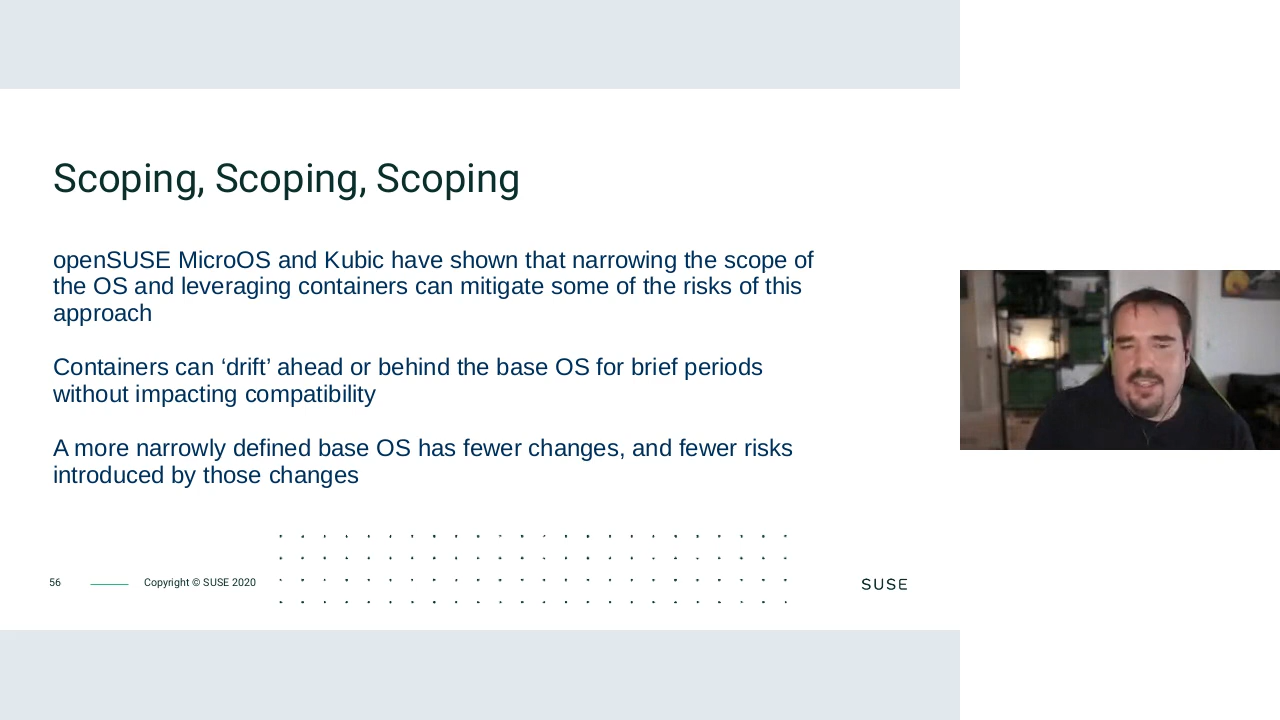 Scoping, Scoping, Scoping
openSUSE MicroOS and Kubic have shown that narrowing the scope of
the OS and leveraging containers can mitigate some of the risks of this
approach
Containers can ‘drift’ ahead or behind the base OS for brief periods
without impacting compatibility
A more narrowly defined base OS has fewer changes, and fewer risks
introduced by those changes
56
Copyright © SUSE 2020
SUSE